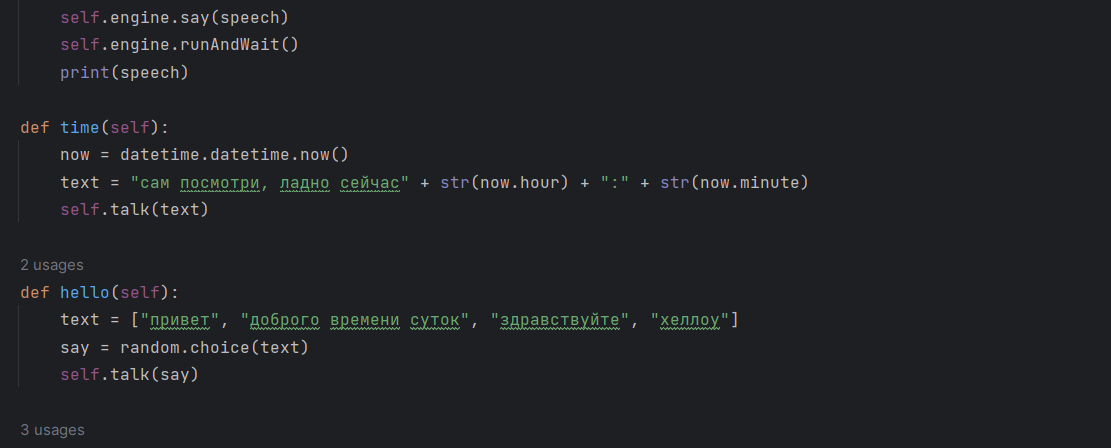 self.engine.say(speech)
self.engine.runAndWait()
print(speech)
def time(self):
now = datetime.datetime.now()
text = "сам посмотри, ладно сейчас" + str(now.hour) + ":" + str(now.minute)
self.talk(text)
2 usages
def hello(self):
text = ["привет", "доброго времени суток", "здравствуйте", "хеллоу"]
say = random.choice(text)
self.talk(say)
3 usages